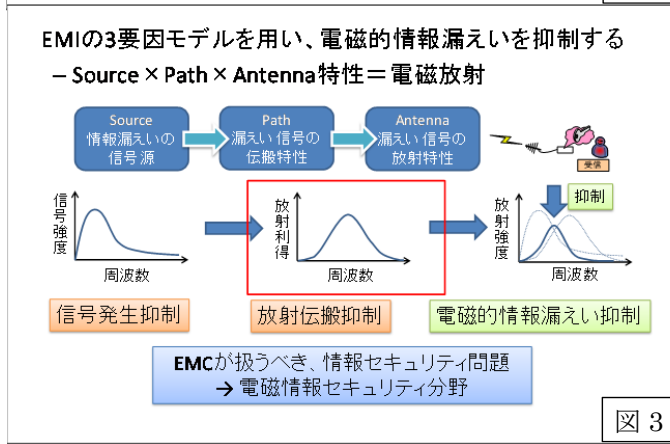 EMIの3要因モデルを用い、電磁的情報漏えいを抑制する
– Source×Path×Antenna特性＝電磁放射
Source
情報漏えいの
信号源
Path
漏えい信号の
伝搬特性
Antenna
漏えい信号の
放射特性
受信
信号強度
周波数
放射利得
周波数
放射強度
周波数
抑制
信号発生抑制
放射伝搬抑制
電磁的情報漏えい抑制
EMCが扱うべき、情報セキュリティ問題
→ 電磁情報セキュリティ分野
図 3